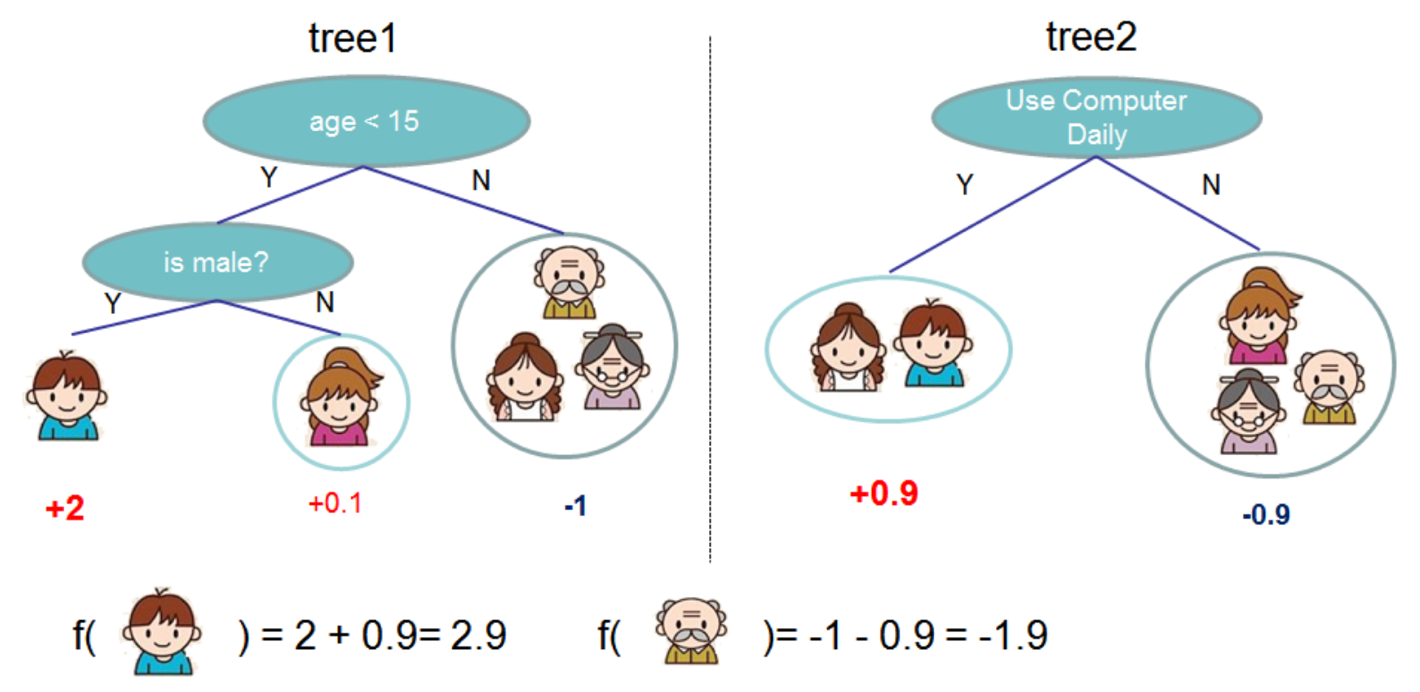 tree1
age < 15
Y
N
is male?
Y
N
+2
+0.1
-1
tree2
Use Computer
Daily
Y
N
+0.9
-0.9
f( ) = 2 + 0.9= 2.9
f( )= -1 - 0.9 = -1.9